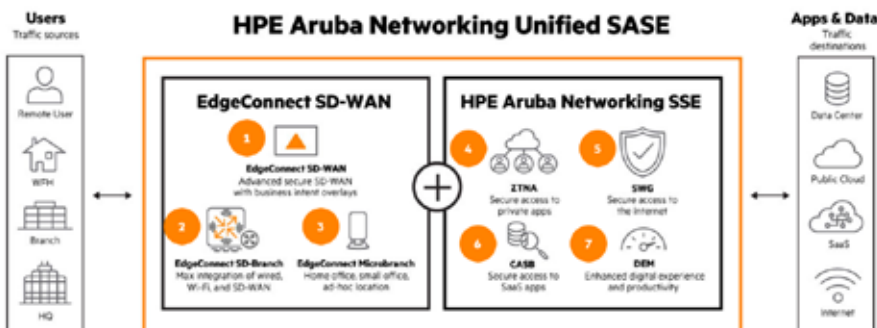 Users
Traffic sources
HPE Aruba Networking Unified SASE
Apps & Data
Traffic
destinations
Remote User
WFH
Branch
HQ
EdgeConnect SD-WAN
1
EdgeConnect SD-WAN
Advanced secure SD-WAN
with business intent overlays
2
EdgeConnect SD-Branch
Max integration of wired,
Wi-Fi, and SD-WAN
3
EdgeConnect Microbranch
Home office, small office,
ad-hoc location
HPE Aruba Networking SSE
4
ZTNA
Secure access to
private apps
5
SWG
Secure access to
the internet
6
CASB
Secure access to
SaaS apps
7
DEM
Enhanced digital experience
and productivity
Data Center
Public Cloud
SaaS
Internet